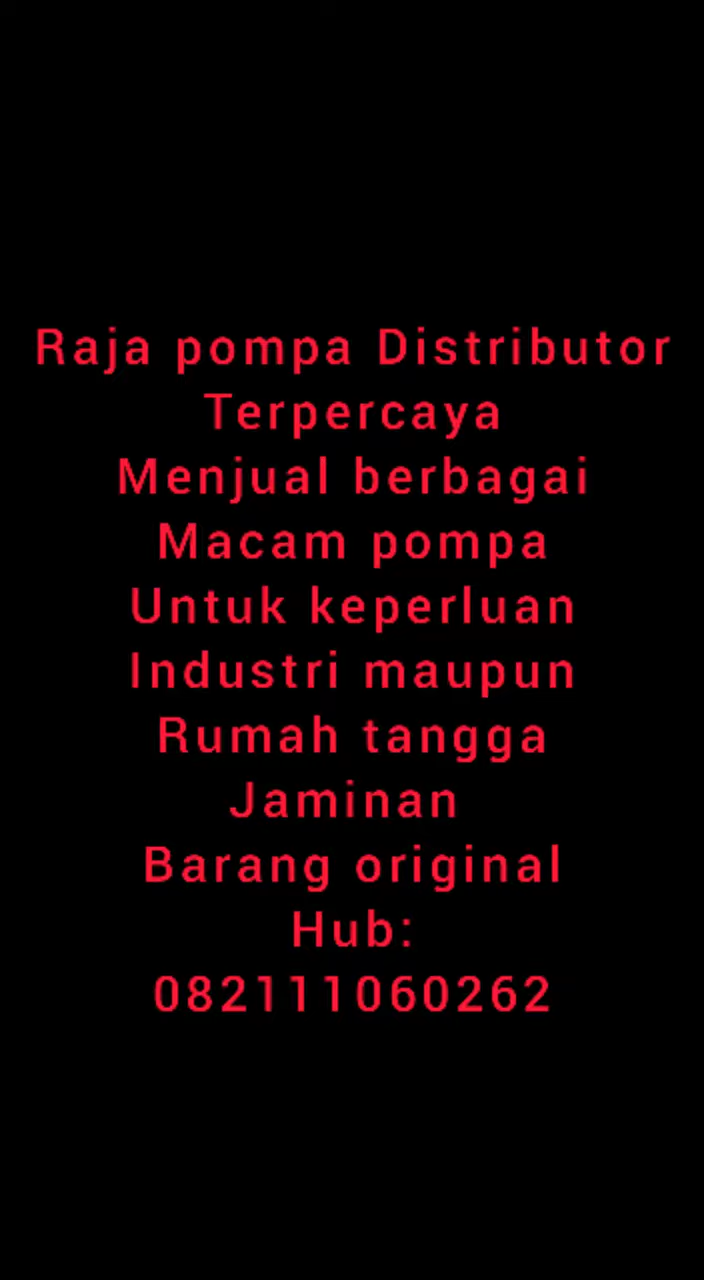 Raja pompa Distributor
Terpercaya
Menjual berbagai
Macam pompa
Untuk keperluan
Industri maupun
Rumah tangga
Jaminan
Barang original
Hub:
082111060262